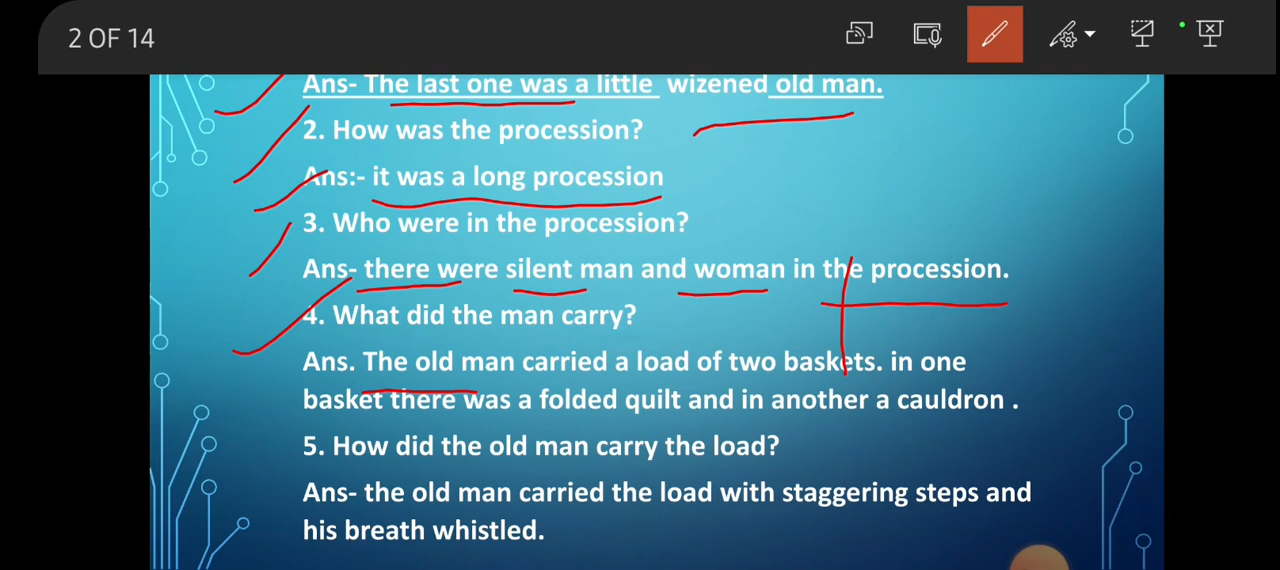 2 OF 14
Ans- The last one was a little wizened old man.
2. How was the procession?
Ans:- it was a long procession
3. Who were in the procession?
Ans- there were silent man and woman in the procession.
4. What did the man carry?
Ans. The old man carried a load of two baskets. in one
basket there was a folded quilt and in another a cauldron .
5. How did the old man carry the load?
Ans- the old man carried the load with staggering steps and
his breath whistled.